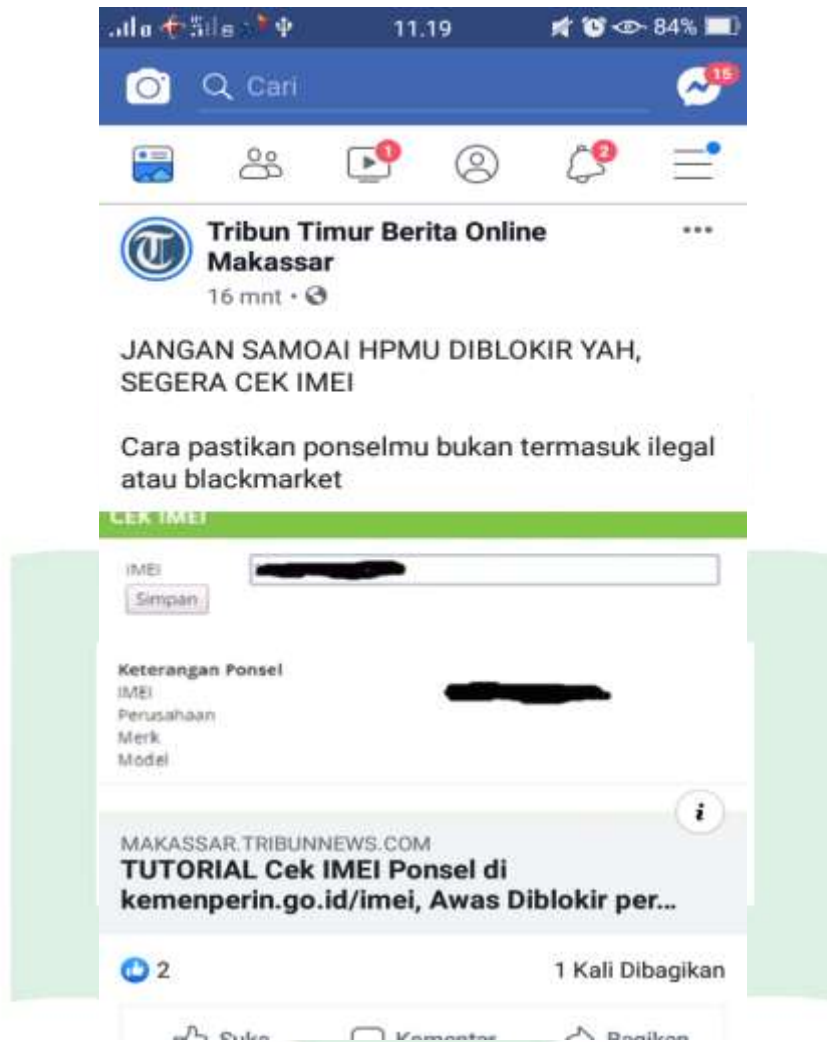 11.19
84%
Cari
15
1
2
Tribun Timur Berita Online
Makassar
16 mnt •
JANGAN SAMOAI HPMU DIBLOKIR YAH,
SEGERA CEK IMEI
Cara pastikan ponselmu bukan termasuk ilegal
atau blackmarket
CEK IMEI
IMEI
Simpan
Keterangan Ponsel
IMEI
Perusahaan
Merk
Model
MAKASSAR.TRIBUNNEWS.COM
TUTORIAL Cek IMEI Ponsel di
kemenperin.go.id/imei, Awas Diblokir per...
2
1 Kali Dibagikan
Suka Komentar Bagikan